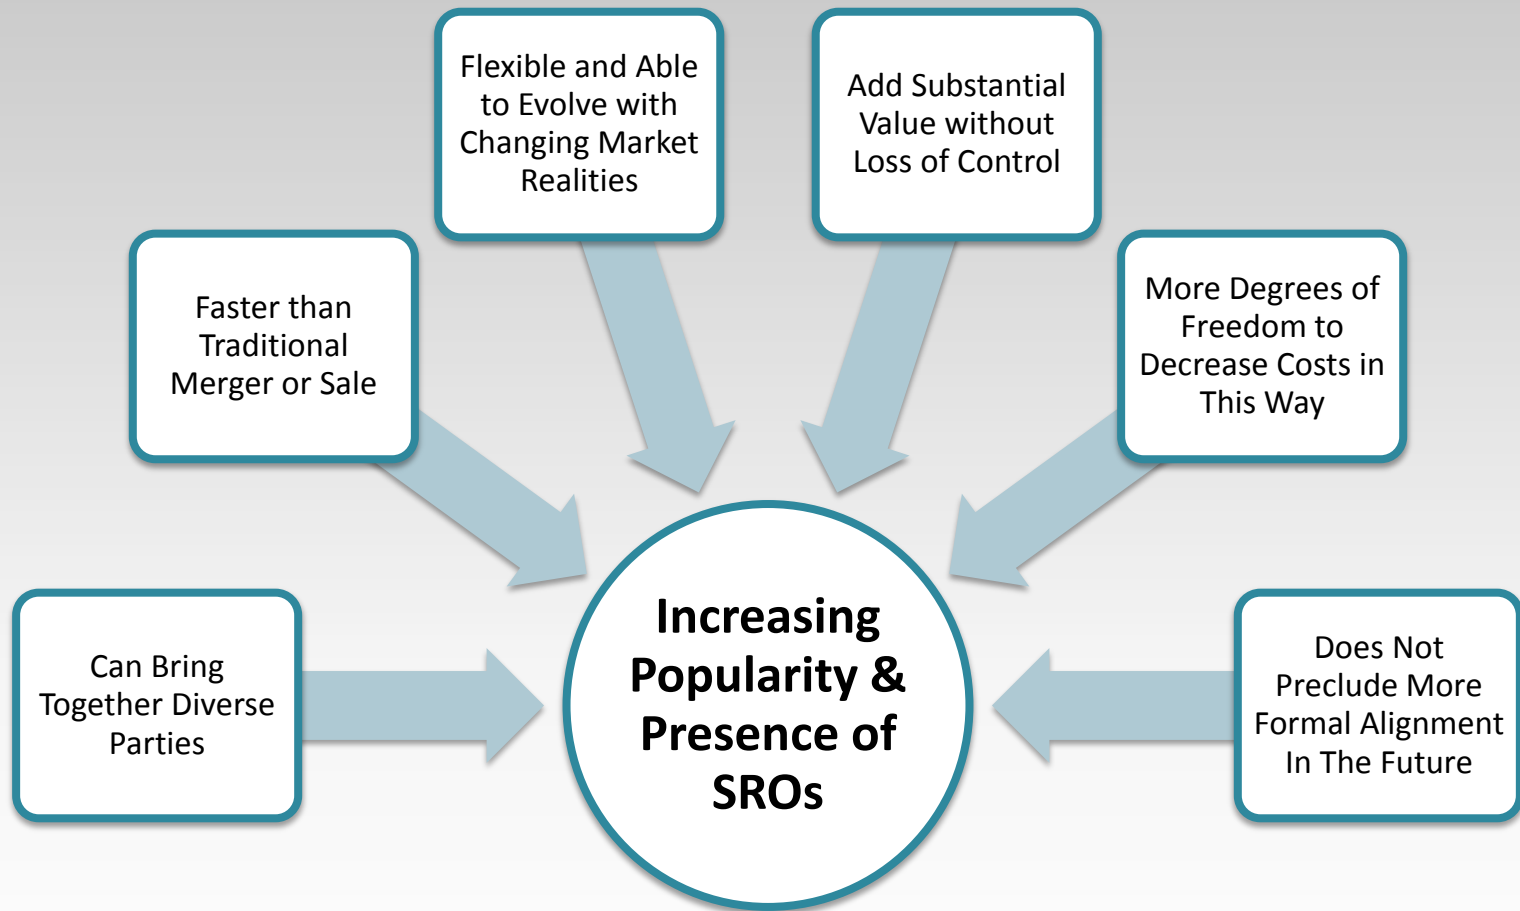 Flexible and Able
to Evolve with
Changing Market
Realities
Add Substantial
Value without
Loss of Control
Faster than
Traditional
Merger or Sale
More Degrees of
Freedom to
Decrease Costs in
This Way
Can Bring
Together Diverse
Parties
Increasing
Popularity &
Presence of
SROs
Does Not
Preclude More
Formal Alignment
In The Future